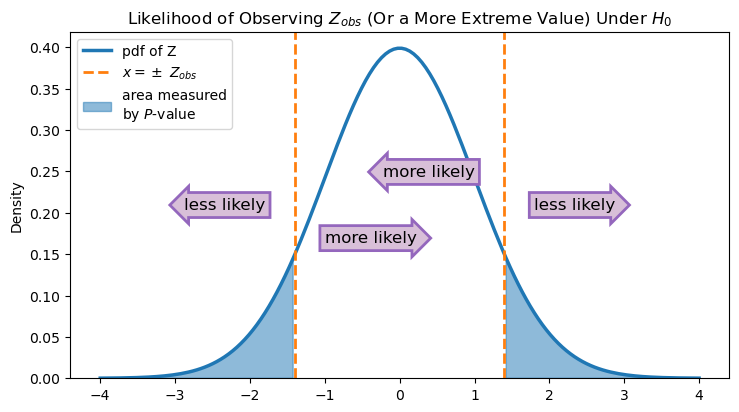 Likelihood of Observing Z_obs (Or a More Extreme Value) Under H_0
pdf of Z
x = ± Z_obs
area measured
by P-value
Density
0.40
0.35
0.30
0.25
0.20
0.15
0.10
0.05
0.00
more likely
less likely
less likely
more likely
−4
−3
−2
−1
0
1
2
3
4